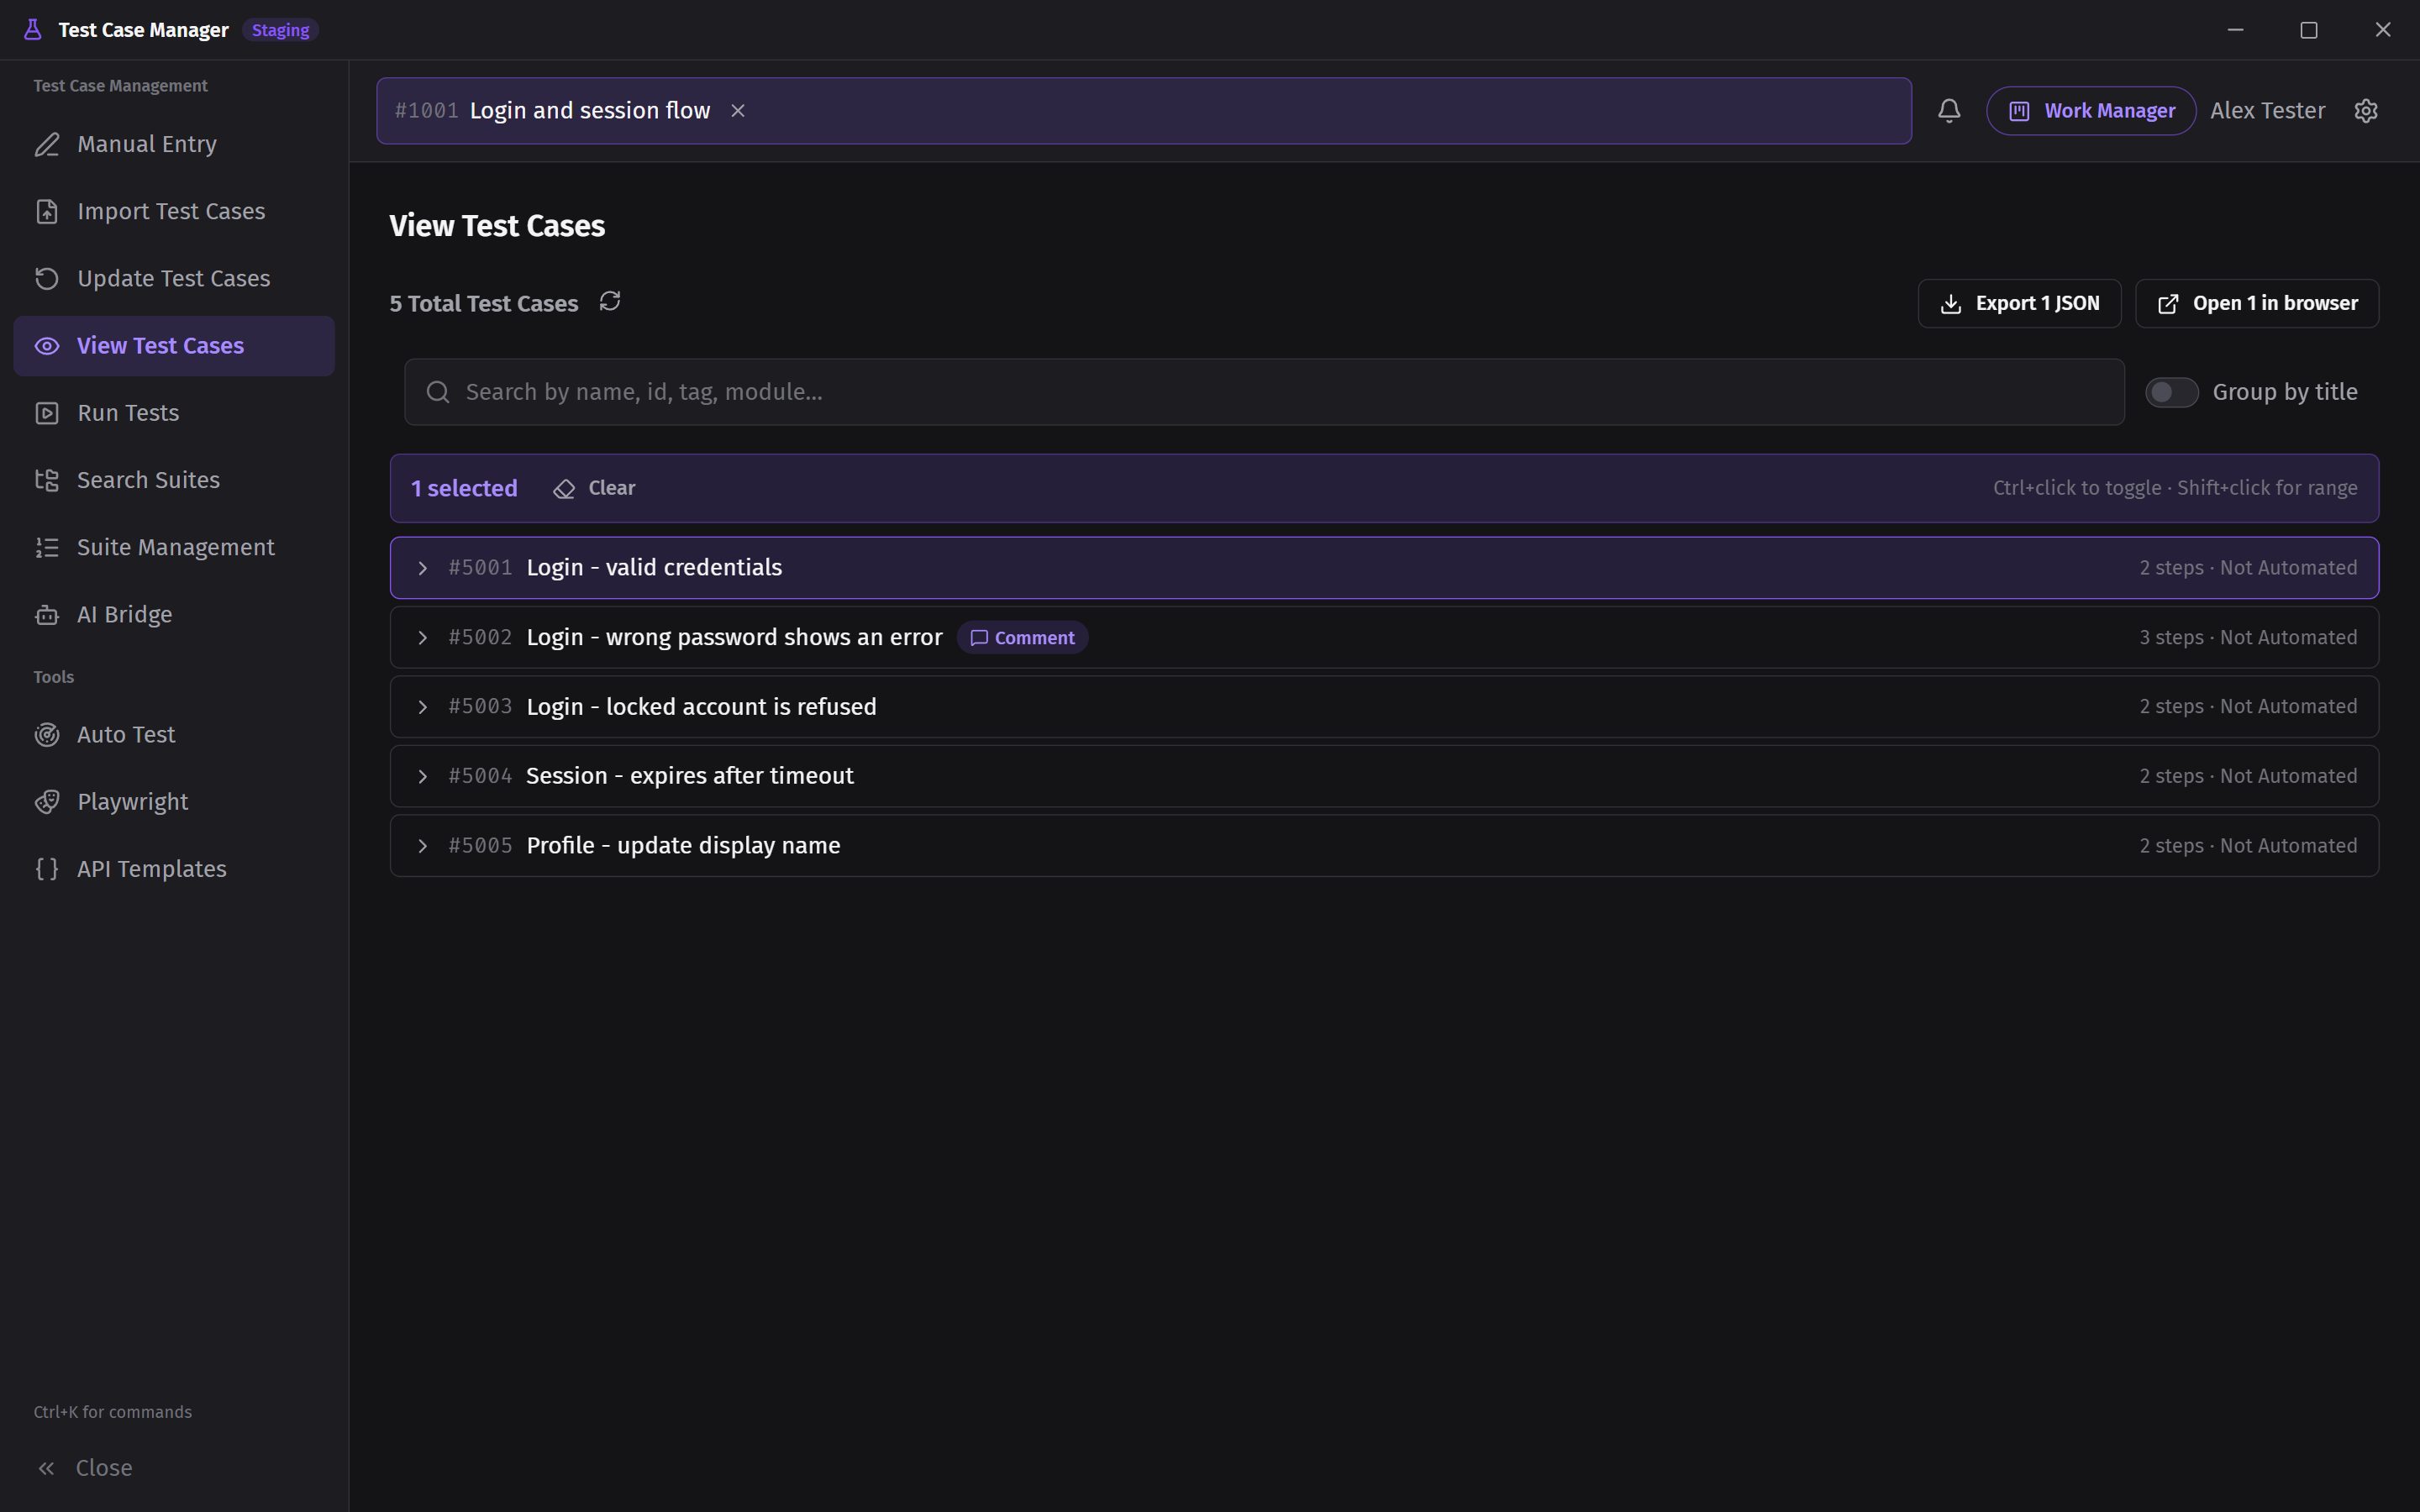 Test Case Manager Staging
Test Case Management
Manual Entry
Import Test Cases
Update Test Cases
View Test Cases
Run Tests
Search Suites
Suite Management
AI Bridge
Tools
Auto Test
Playwright
API Templates
Ctrl+K for commands
Close
#1001 Login and session flow
Work Manager
Alex Tester
View Test Cases
5 Total Test Cases
Export 1 JSON
Open 1 in browser
Search by name, id, tag, module...
Group by title
1 selected
Clear
Ctrl+click to toggle · Shift+click for range
#5001 Login - valid credentials 2 steps · Not Automated
#5002 Login - wrong password shows an error Comment 3 steps · Not Automated
#5003 Login - locked account is refused 2 steps · Not Automated
#5004 Session - expires after timeout 2 steps · Not Automated
#5005 Profile - update display name 2 steps · Not Automated